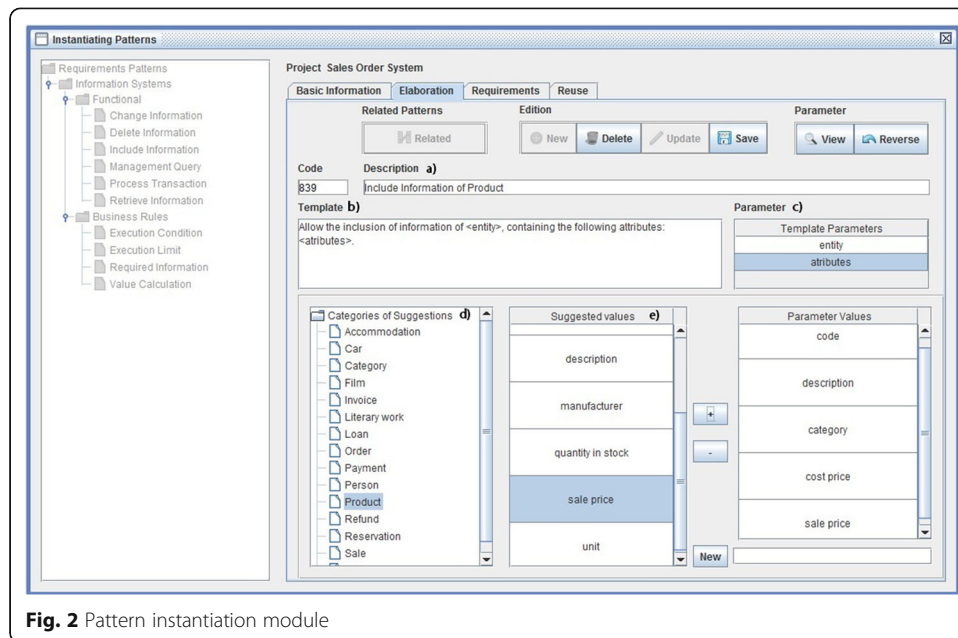 Instantiating Patterns
Requirements Patterns
Information Systems
Functional
Change Information
Delete Information
Include Information
Management Query
Process Transaction
Retrieve Information
Business Rules
Execution Condition
Execution Limit
Required Information
Value Calculation
Project Sales Order System
Basic Information Elaboration Requirements Reuse
Related Patterns Edition Parameter
Related New Delete Update Save View Reverse
Code Description a)
839 Include Information of Product
Template b) Parameter c)
Allow the inclusion of information of <entity>, containing the following attributes:
<atributes>.
Template Parameters
entity
atributes
Categories of Suggestions d)
Accommodation
Car
Category
Film
Invoice
Literary work
Loan
Order
Payment
Person
Product
Refund
Reservation
Sale
Suggested values e)
description
manufacturer
quantity in stock
sale price
unit
+
-
New
Parameter Values
code
description
category
cost price
sale price
Fig. 2 Pattern instantiation module